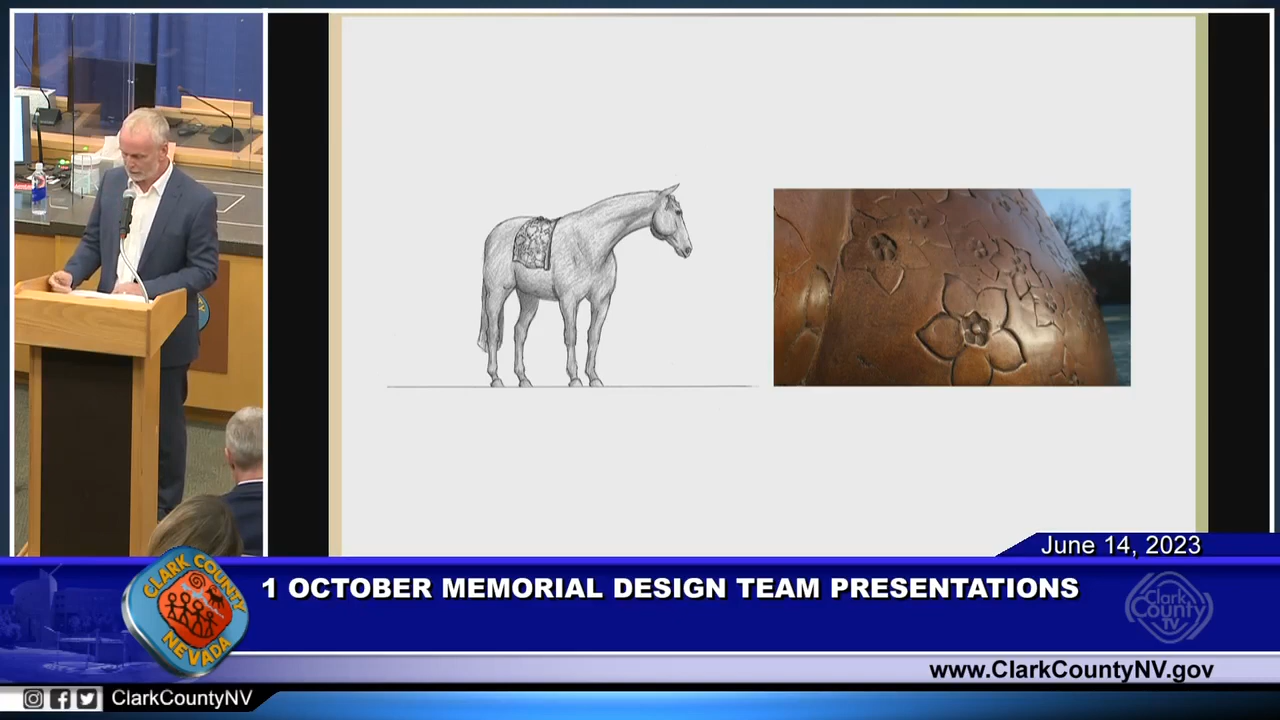 June 14, 2023
1 OCTOBER MEMORIAL DESIGN TEAM PRESENTATIONS
CLARK COUNTY
NEVADA
Clark
County
TV
www.ClarkCountyNV.gov
ClarkCountyNV